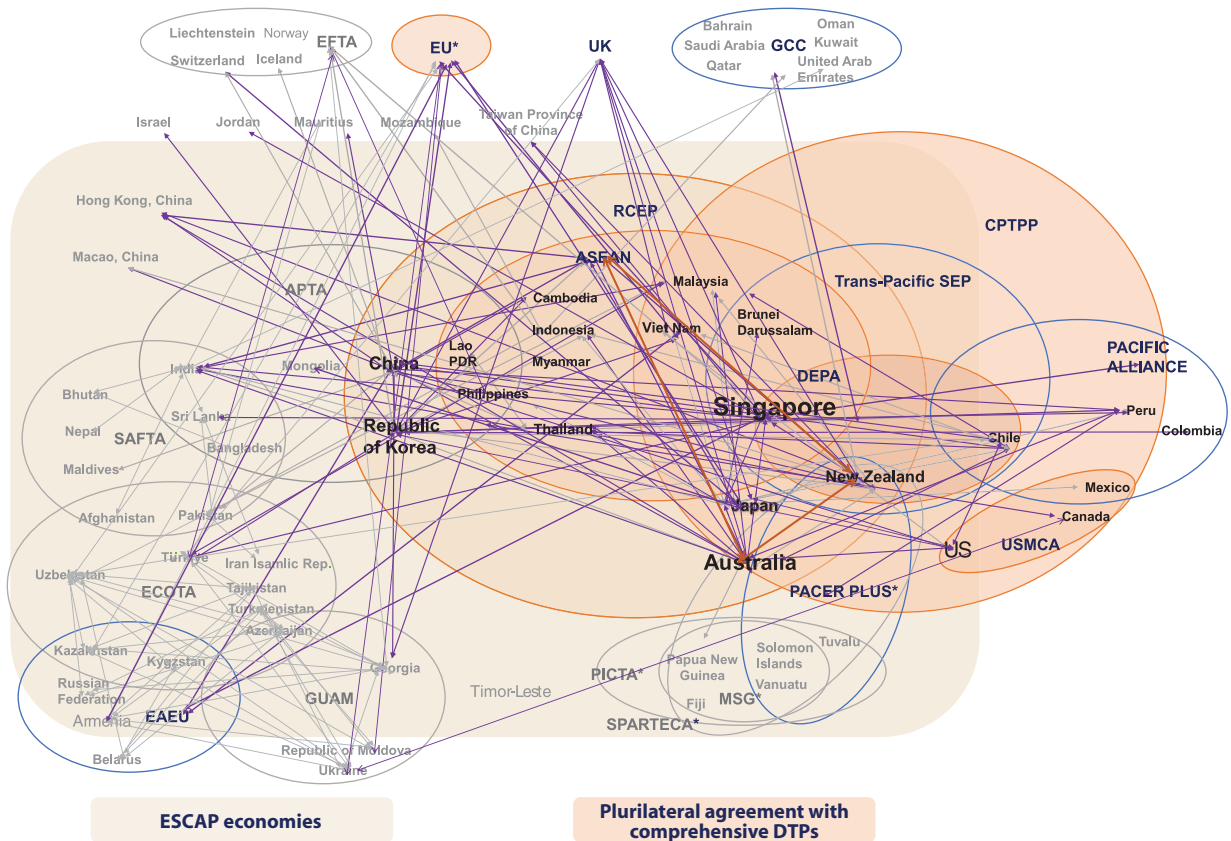 Liechtenstein
Norway
EFTA
Switzerland
Iceland
EU*
UK
Bahrain
Oman
Saudi Arabia
GCC
Kuwait
Qatar
United Arab
Emirates
Israel
Jordan
Mauritius
Mozambique
Taiwan Province
of China
Hong Kong, China
RCEP
CPTPP
Macao, China
ASEAN
APTA
Malaysia
Trans-Pacific SEP
Cambodia
Brunei
Darussalam
Indonesia
Viet Nam
Lao
PDR
Myanmar
PACIFIC
ALLIANCE
India
Mongolia
China
DEPA
Bhutan
Philippines
Singapore
Peru
Sri Lanka
Republic
of Korea
Thailand
Colombia
Nepal
SAFTA
Bangladesh
Chile
Maldives*
New Zealand
Mexico
Afghanistan
Pakistan
Japan
Canada
USMCA
US
Türkiye
Iran Isamlic Rep.
Australia
Uzbekistan
ECOTA
Tajikistan
PACER PLUS*
Turkmenistan
Azerbaijan
Kazakhstan
Kyrgzstan
Georgia
Papua New
Guinea
Solomon
Islands
Tuvalu
PICTA*
Russian
Federation
GUAM
Timor-Leste
Vanuatu
MSG*
Fiji
Armenia
EAEU
SPARTECA*
Belarus
Republic of Moldova
Ukraine
ESCAP economies
Plurilateral agreement with
comprehensive DTPs